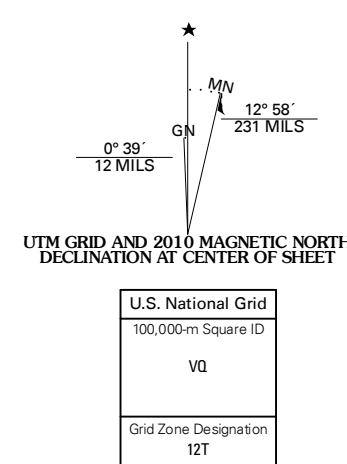 MN
12° 58´
231 MILS
GN
0° 39´
12 MILS
UTM GRID AND 2010 MAGNETIC NORTH
DECLINATION AT CENTER OF SHEET
U.S. National Grid
100,000-m Square ID
VQ
Grid Zone Designation
12T